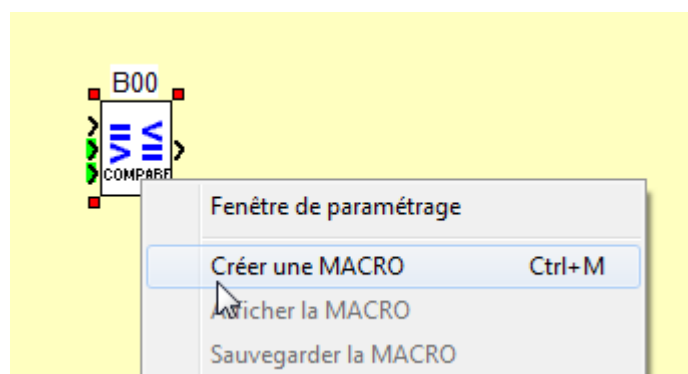 B00
COMPARE
Fenêtre de paramétrage
Créer une MACRO Ctrl+M
Afficher la MACRO
Sauvegarder la MACRO